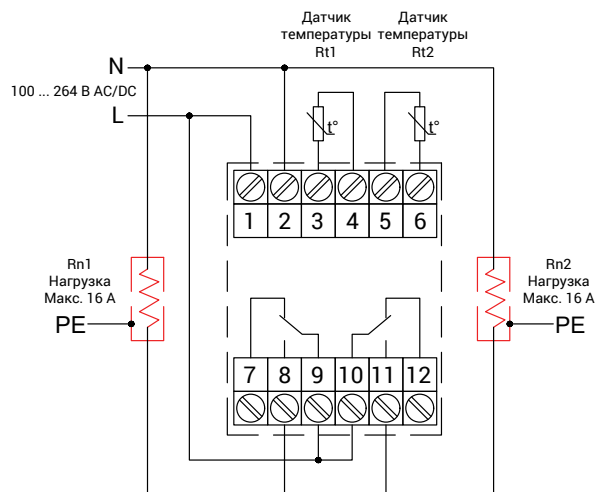 Датчик
температуры
Rt1
Датчик
температуры
Rt2
N
100 ... 264 В AC/DC
L
t°
t°
1 2 3 4 5 6
Rn1
Нагрузка
Макс. 16 А
PE
Rn2
Нагрузка
Макс. 16 А
PE
7 8 9 10 11 12